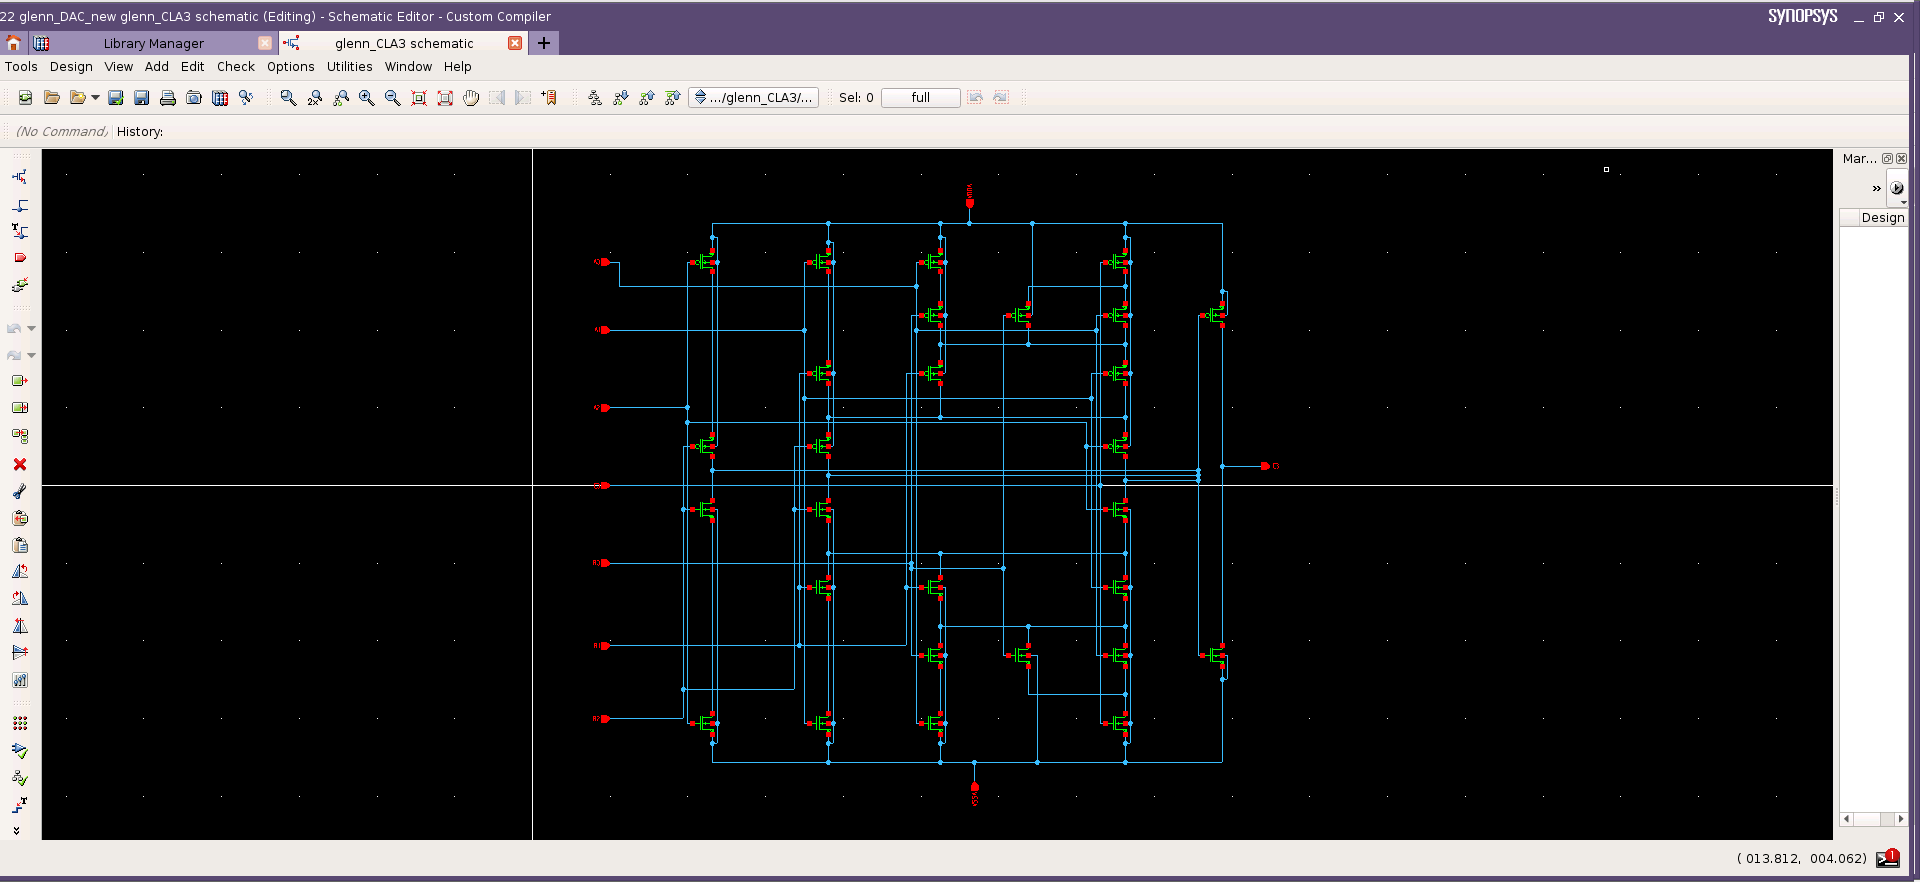 22 glenn_DAC_new glenn_CLA3 schematic (Editing) - Schematic Editor - Custom Compiler
SYNOPSYS
Library Manager
glenn_CLA3 schematic
Tools Design View Add Edit Check Options Utilities Window Help
.../glenn_CLA3/...
Sel: 0
full
(No Command) History:
Mar...
»
Design
( 013.812, 004.062)
1